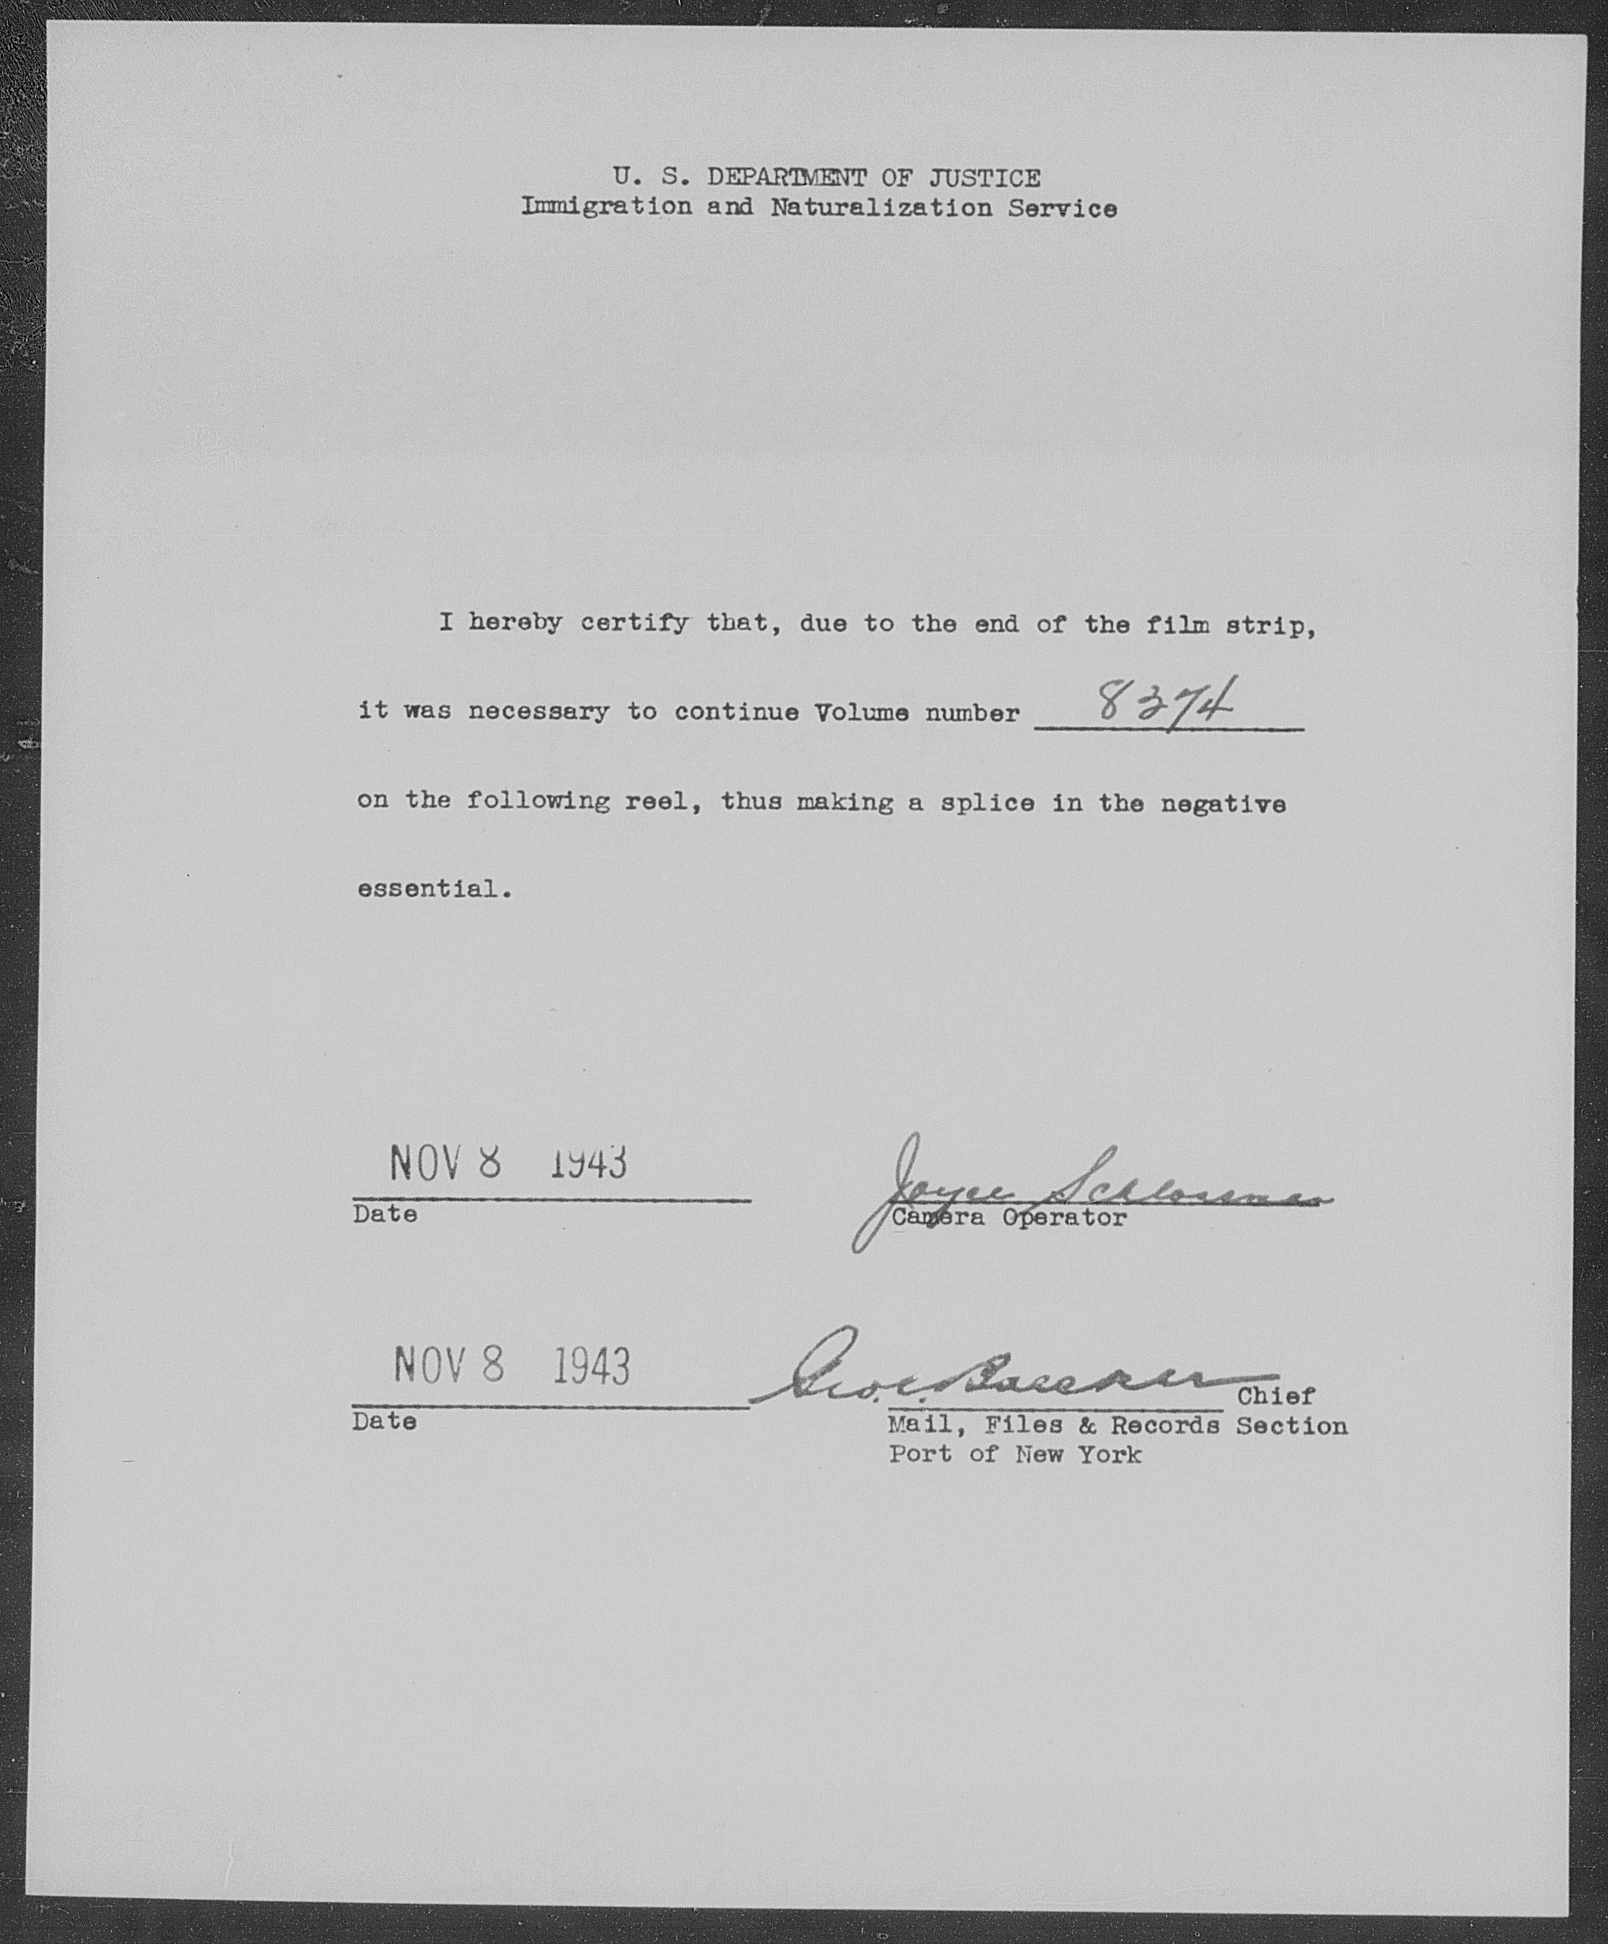 U. S. DEPARTMENT OF JUSTICE
Immigration and Naturalization Service
I hereby certify that, due to the end of the film strip,
it was necessary to continue Volume number 8374
on the following reel, thus making a splice in the negative
essential.
NOV 8 1943
Joyce Schlossman
Date
Camera Operator
NOV 8 1943
Geo.
Chief
Date
Mail, Files & Records Section
Port of New York